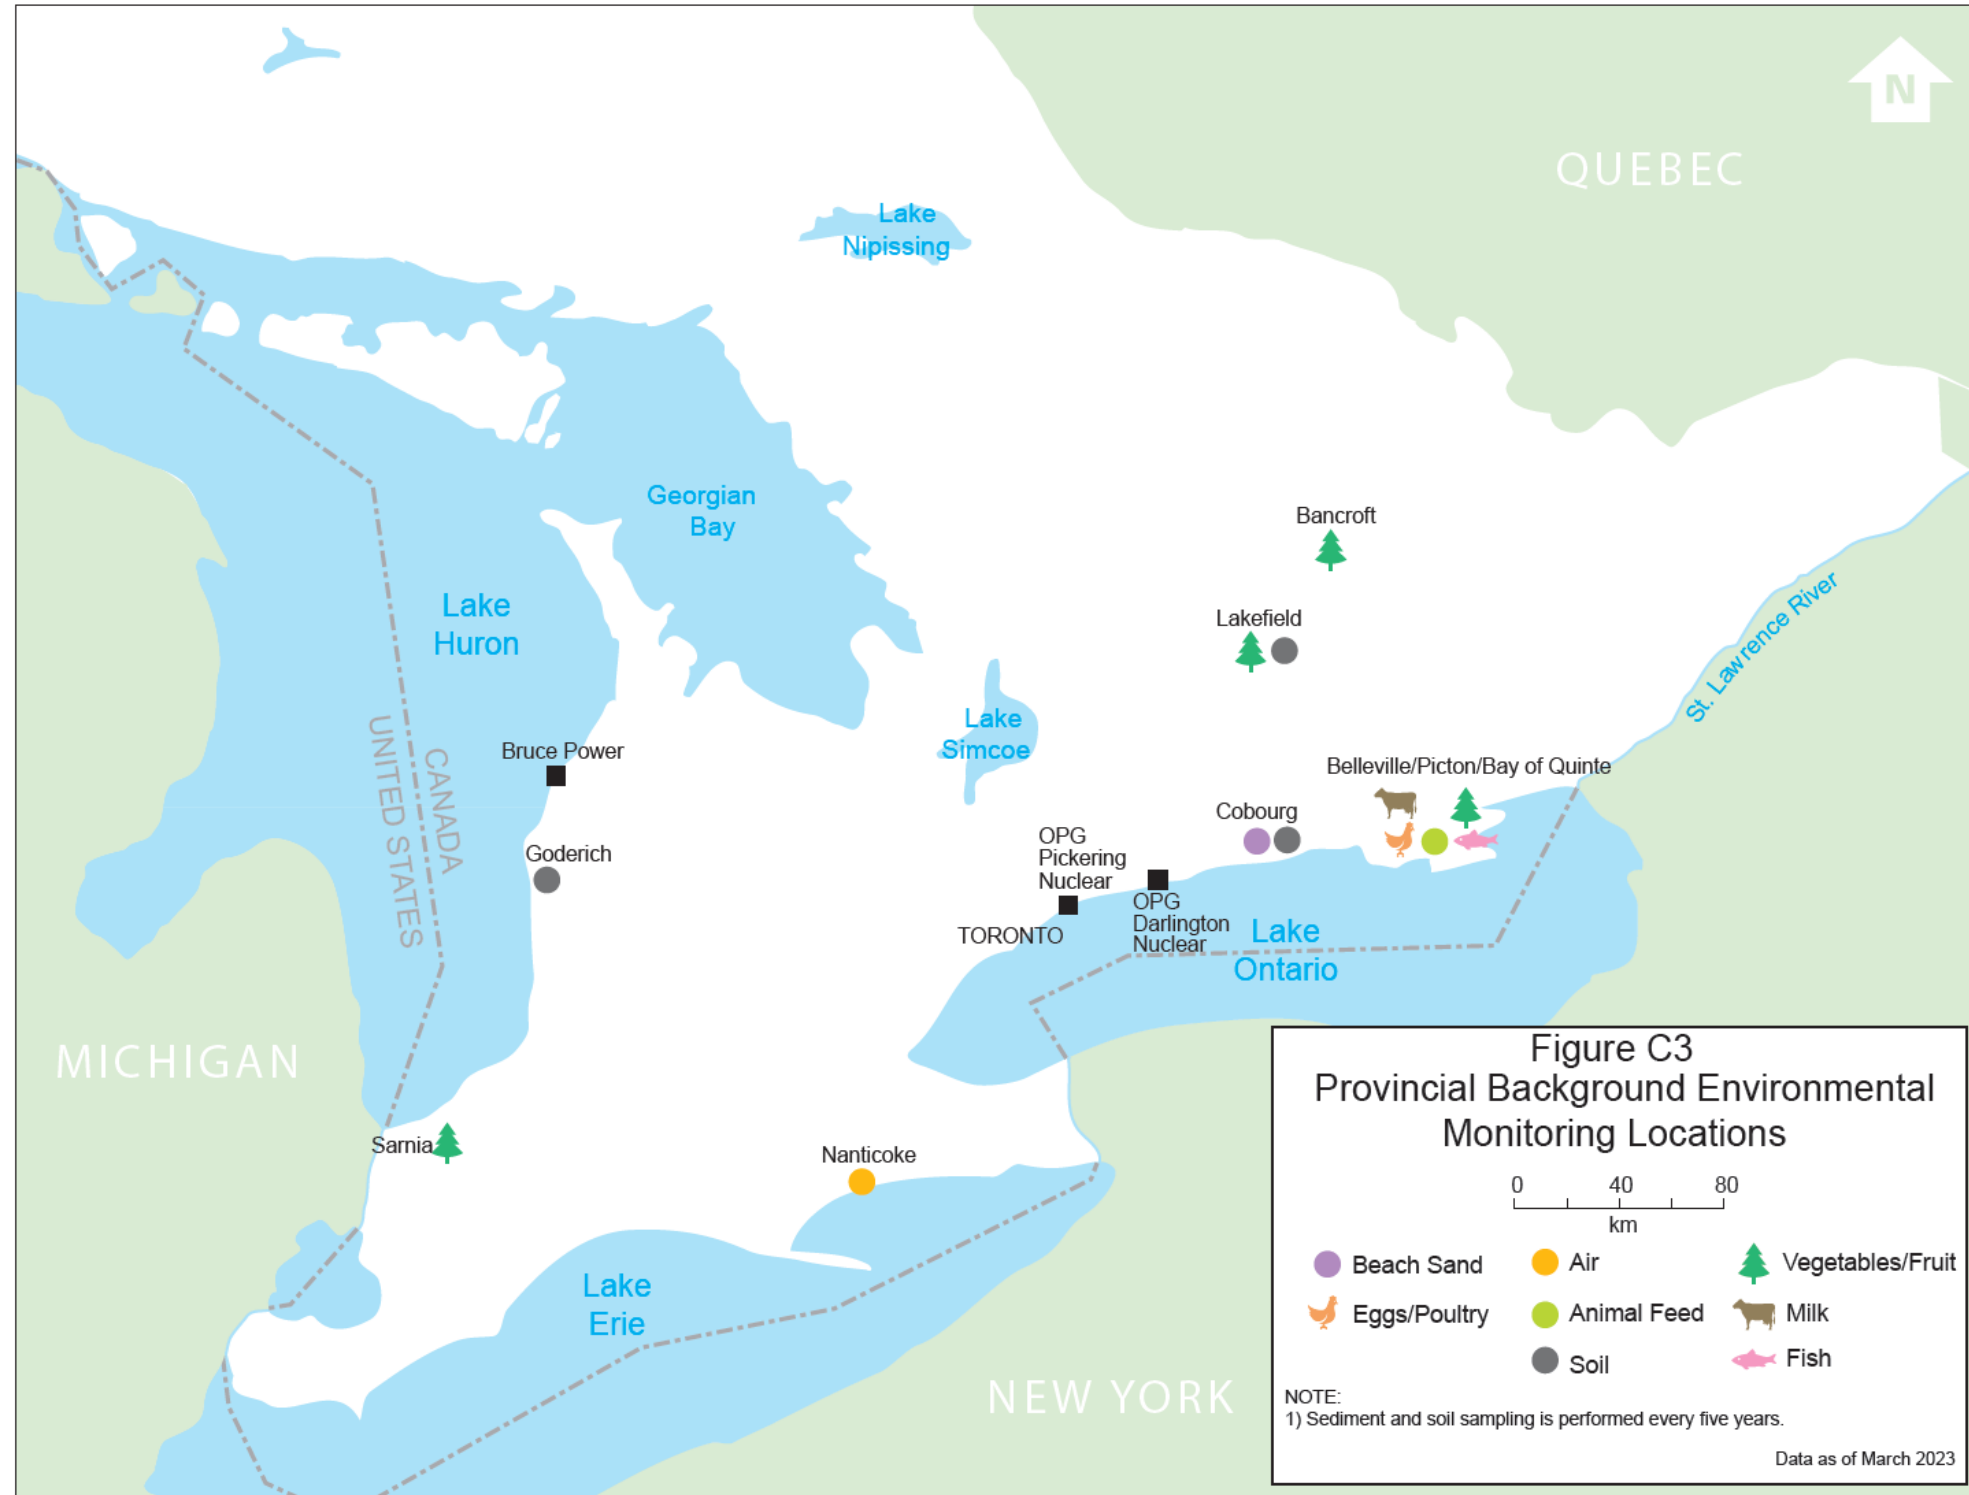 N
QUEBEC
Lake
Nipissing
Georgian
Bay
Bancroft
Lake
Huron
Lakefield
St. Lawrence River
Lake
Simcoe
Bruce Power
CANADA
UNITED STATES
Belleville/Picton/Bay of Quinte
Cobourg
Goderich
OPG
Pickering
Nuclear
TORONTO
OPG
Darlington
Nuclear
Lake
Ontario
MICHIGAN
Sarnia
Nanticoke
Lake
Erie
NEW YORK
Figure C3
Provincial Background Environmental
Monitoring Locations
0 40 80
km
Beach Sand Air Vegetables/Fruit
Eggs/Poultry Animal Feed Milk
Soil Fish
NOTE:
1) Sediment and soil sampling is performed every five years.
Data as of March 2023